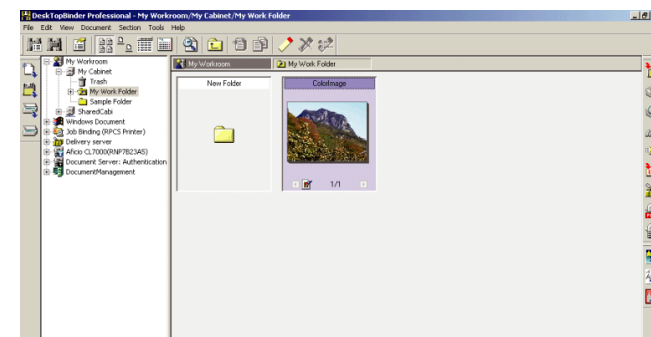 DeskTopBinder Professional - My Workroom/My Cabinet/My Work Folder
File Edit View Document Section Tools Help
My Workroom
My Cabinet
Trash
My Work Folder
Sample Folder
SharedCabi
Windows Document
Job Binding (RPCS Printer)
Delivery server
Aficio CL7000(RNP7B23A5)
Document Server: Authentication
DocumentManagement
My Workroom
My Work Folder
New Folder
ColorImage
1/1